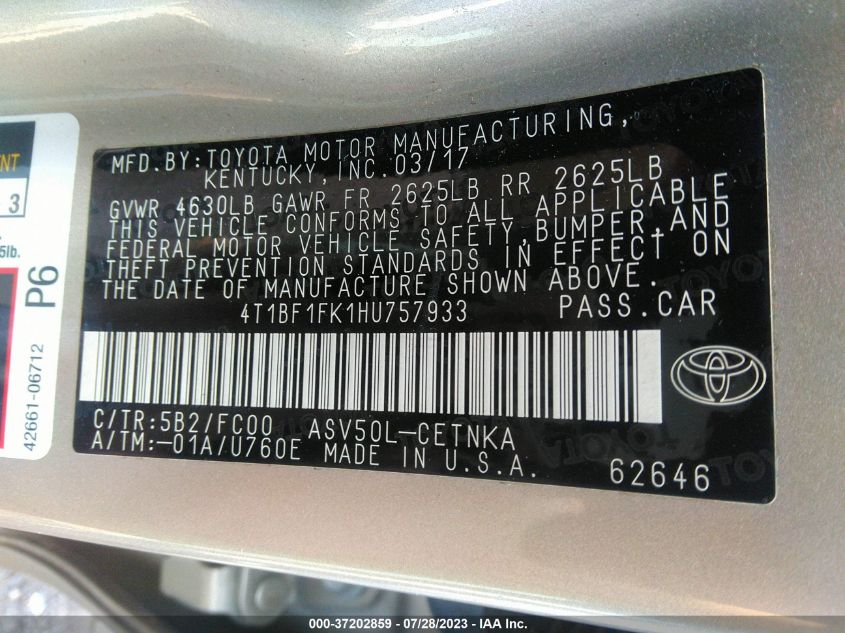 MFD.BY:TOYOTA MOTOR MANUFACTURING,
KENTUCKY, INC. 03/17
GVWR 4630LB GAWR FR 2625LB RR 2625LB
THIS VEHICLE CONFORMS TO ALL APPLICABLE
FEDERAL MOTOR VEHICLE SAFETY, BUMPER, AND
THEFT PREVENTION STANDARDS IN EFFECT ON
THE DATE OF MANUFACTURE SHOWN ABOVE.
4T1BF1FK1HU757933 PASS.CAR
C/TR:5B2/FC00 ASV50L-CETNKA
A/TM:-01A/U760E MADE IN U.S.A.
62646
3
5lb.
P6
42661-06712
000-37202859 / 07/28/2023 - IAA Inc.